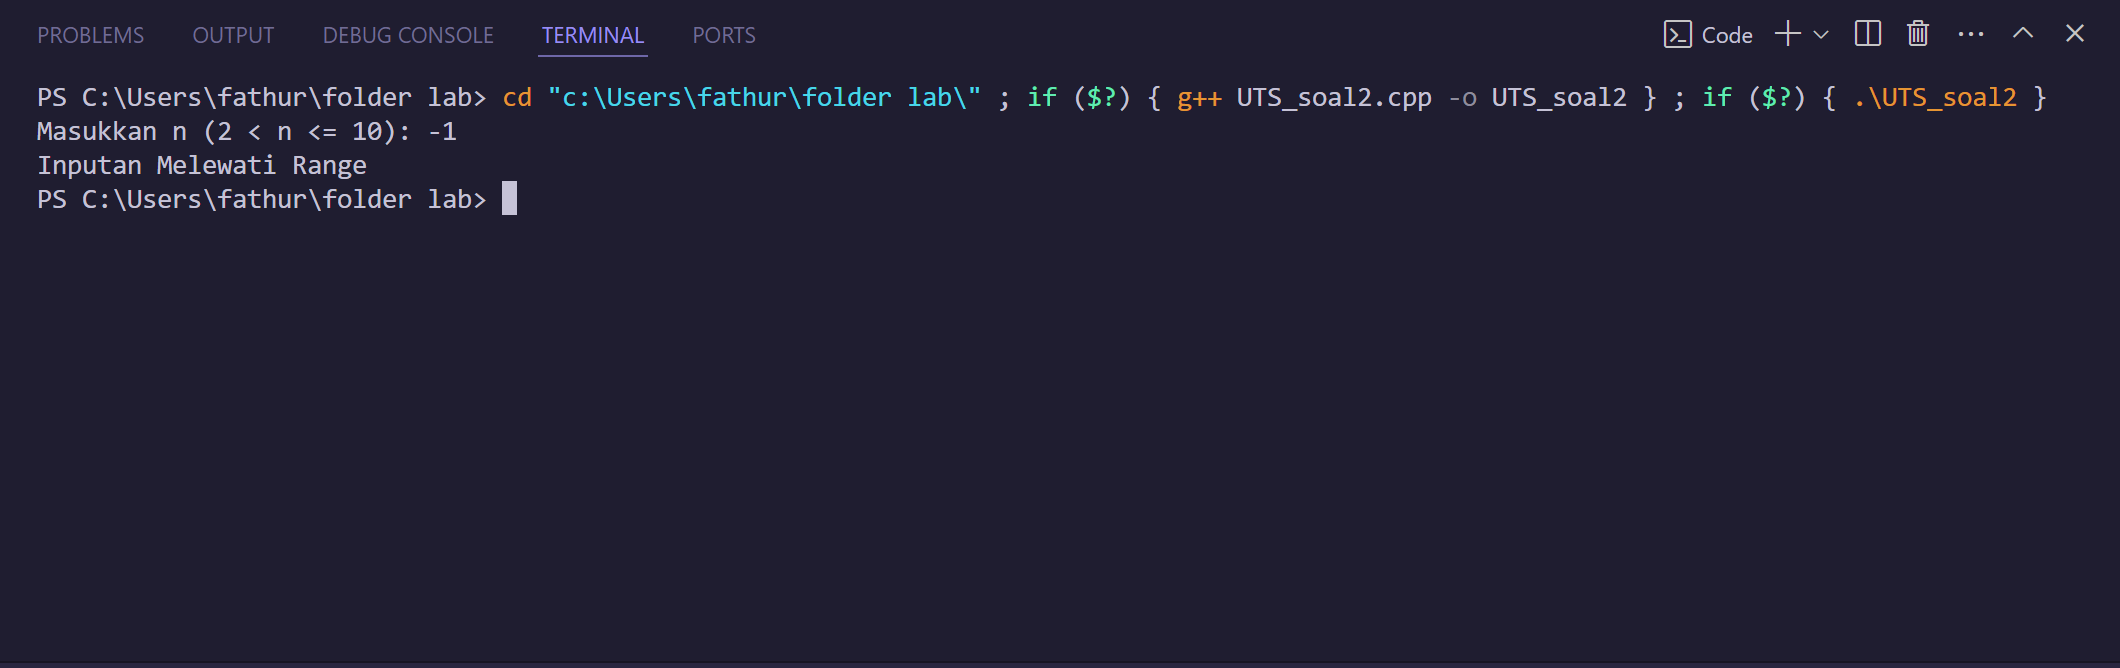 PROBLEMS OUTPUT DEBUG CONSOLE TERMINAL PORTS Code
PS C:\Users\fathur\folder lab> cd "c:\Users\fathur\folder lab\" ; if ($?) { g++ UTS_soal2.cpp -o UTS_soal2 } ; if ($?) { .\UTS_soal2 }
Masukkan n (2 < n <= 10): -1
Inputan Melewati Range
PS C:\Users\fathur\folder lab>